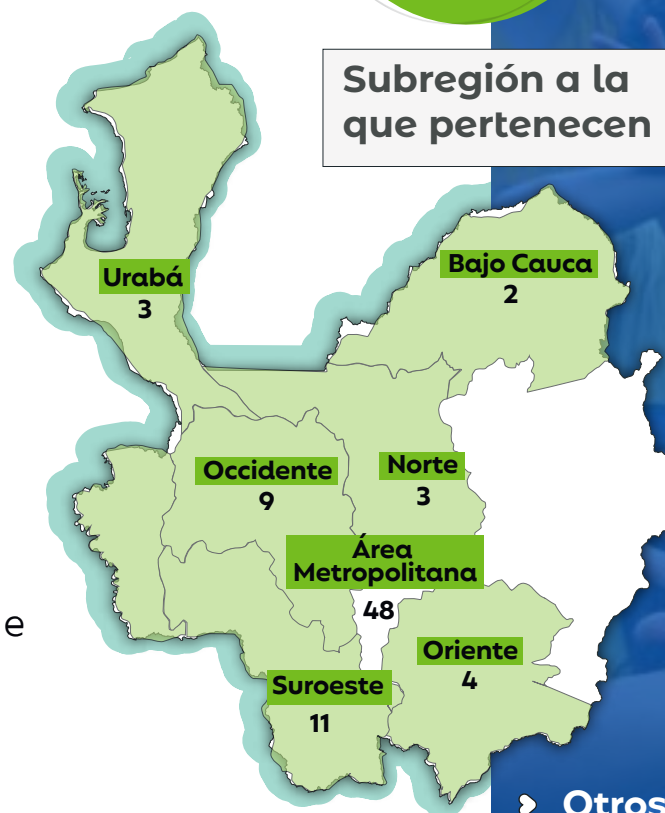 Subregión a la
que pertenecen
Urabá
3
Bajo Cauca
2
Occidente
9
Norte
3
Área
Metropolitana
48
e
Oriente
4
Suroeste
11
Otros